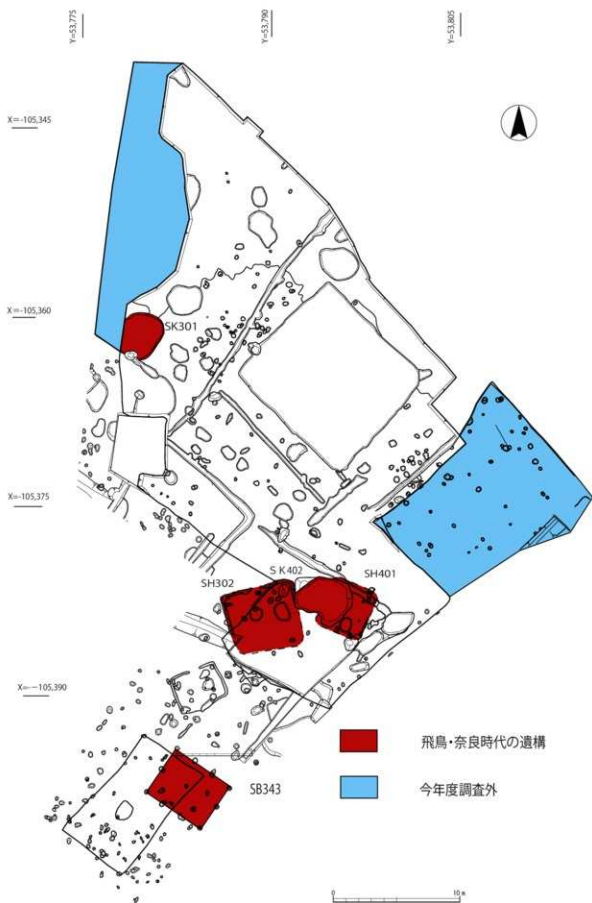 Y=53,775
Y=53,790
Y=53,805
X=-105,345
X=-105,360
SK301
X=-105,375
SK402
SH302
SH401
X=-105,390
飛鳥・奈良時代の遺構
SB343
今年度調査外
0
10 m